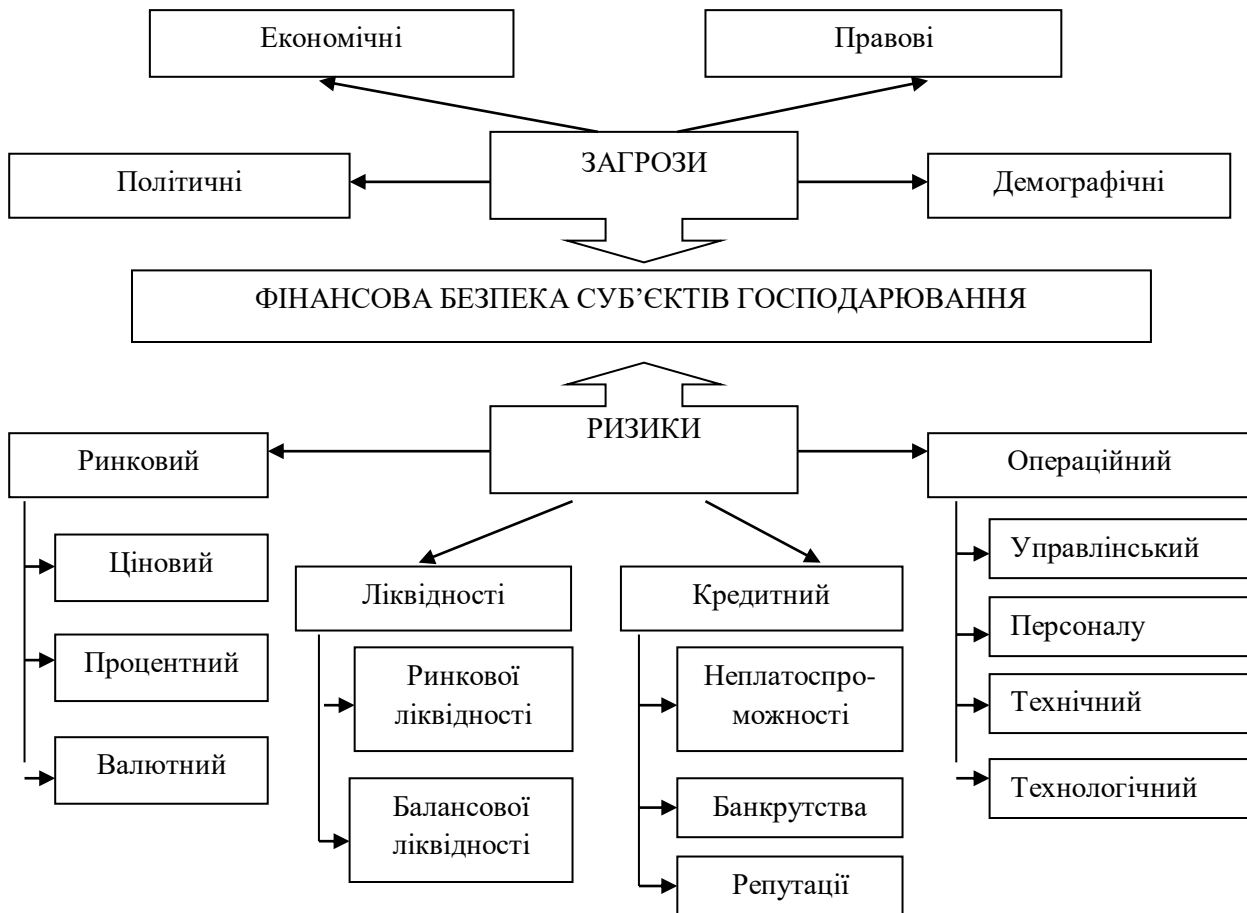 Економічні
Правові
ЗАГРОЗИ
Політичні
Демографічні
ФІНАНСОВА БЕЗПЕКА СУБ’ЄКТІВ ГОСПОДАРЮВАННЯ
РИЗИКИ
Ринковий
Операційний
Ціновий
Процентний
Валютний
Ліквідності
Ринкової
ліквідності
Балансової
ліквідності
Кредитний
Неплатоспро-
можності
Банкрутства
Репутації
Управлінський
Персоналу
Технічний
Технологічний